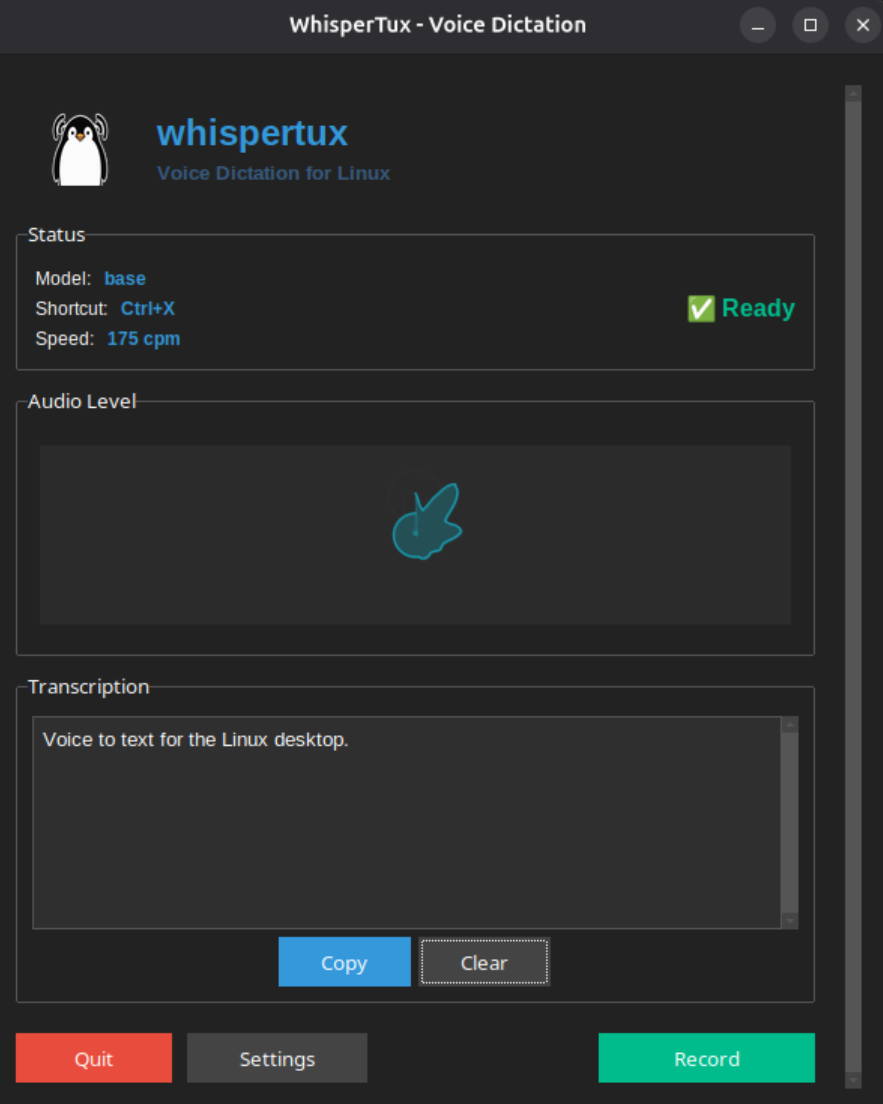 WhisperTux - Voice Dictation
whispertux
Voice Dictation for Linux
Status
Model: base
Shortcut: Ctrl+X
Speed: 175 cpm
✅ Ready
Audio Level
Transcription
Voice to text for the Linux desktop.
Copy
Clear
Quit
Settings
Record